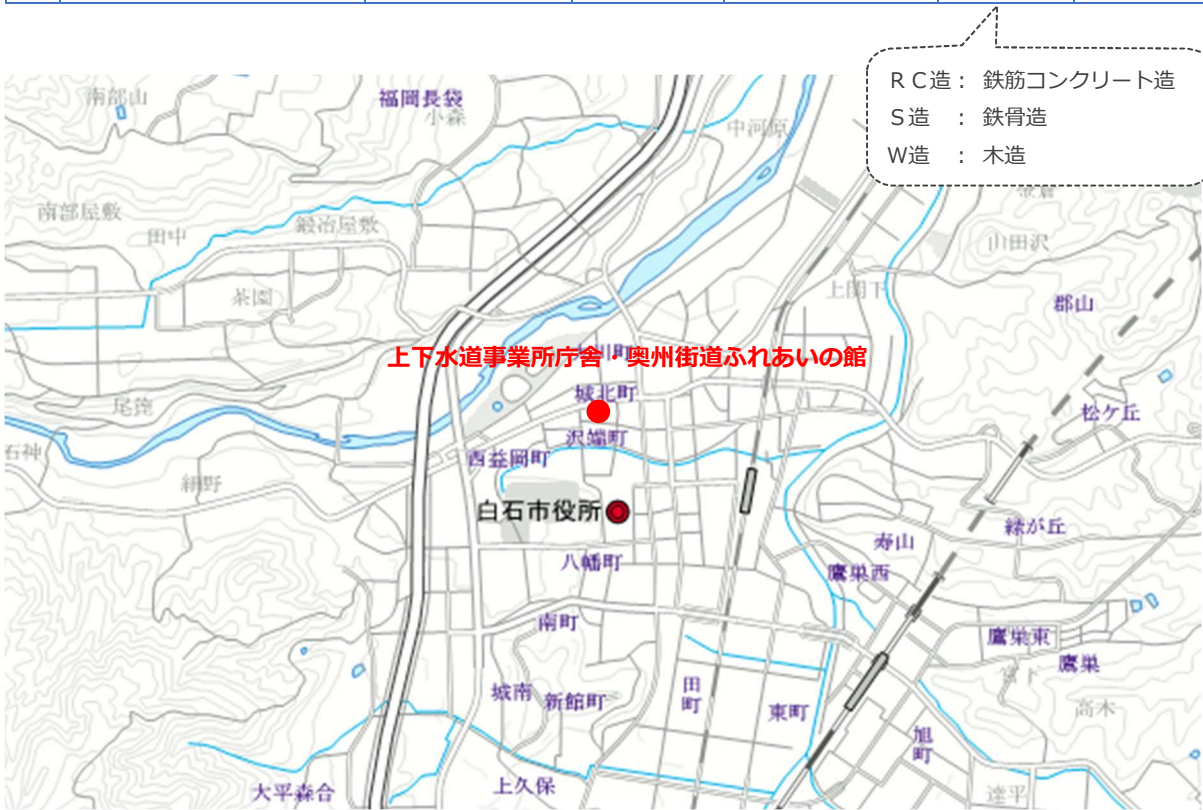 ＲＣ造： 鉄筋コンクリート造
Ｓ造 ： 鉄骨造
W造 ： 木造
南部山
福岡長袋
小森
中河原
南部屋敷
田中
鍛冶屋敷
山田沢
茶園
上関下
郡山
上下水道事業所庁舎・奥州街道ふれあいの館
城北町
尾箆
松ケ丘
沢端町
石神
西益岡町
白石市役所
緑が丘
寿山
八幡町
鷹巣西
南町
鷹巣東
鷹巣
城南
新館町
田町
東町
高木
旭町
大平森合
上久保
達平